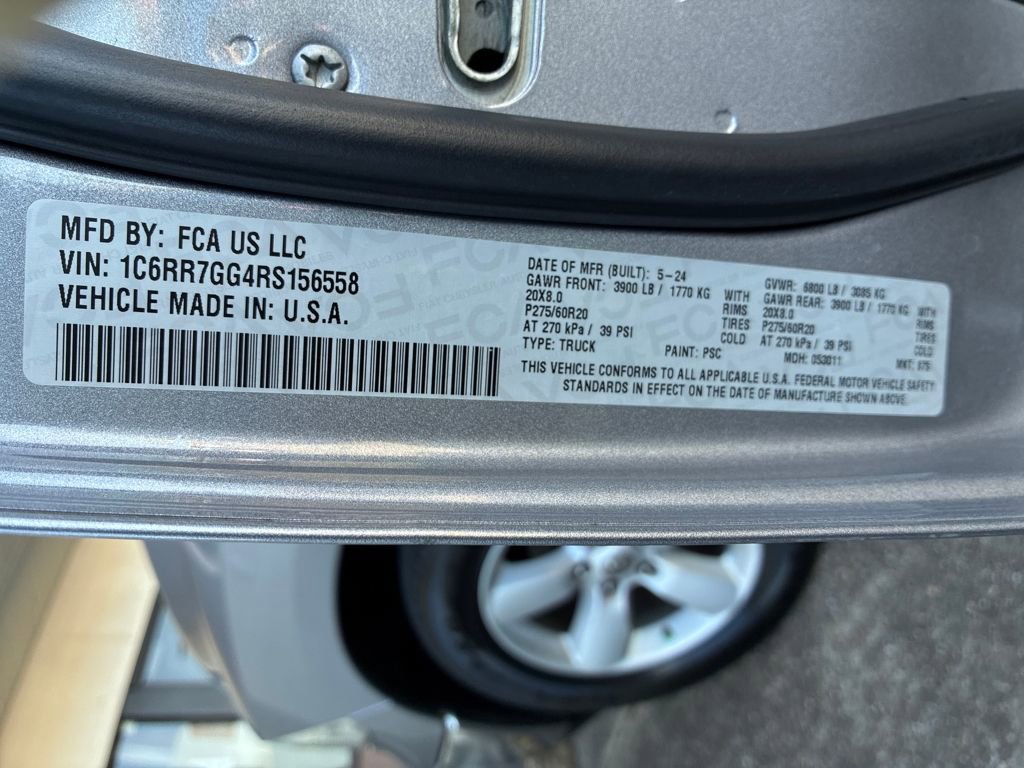 MFD BY: FCA US LLC
VIN: 1C6RR7GG4RS156558
VEHICLE MADE IN: U.S.A.
DATE OF MFR (BUILT): 5-24
GAWR FRONT: 3900 LB / 1770 KG WITH
20X8.0 RIMS
P275/60R20 TIRES
AT 270 kPa / 39 PSI COLD
TYPE: TRUCK PAINT: PSC
GVWR: 6800 LB / 3085 KG
GAWR REAR: 3900 LB / 1770 KG WITH
20X8.0 RIMS
P275/60R20 TIRES
AT 270 kPa / 39 PSI COLD
MDH: 053011 MKT:
THIS VEHICLE CONFORMS TO ALL APPLICABLE U.S.A. FEDERAL MOTOR VEHICLE SAFETY
STANDARDS IN EFFECT ON THE DATE OF MANUFACTURE SHOWN ABOVE.